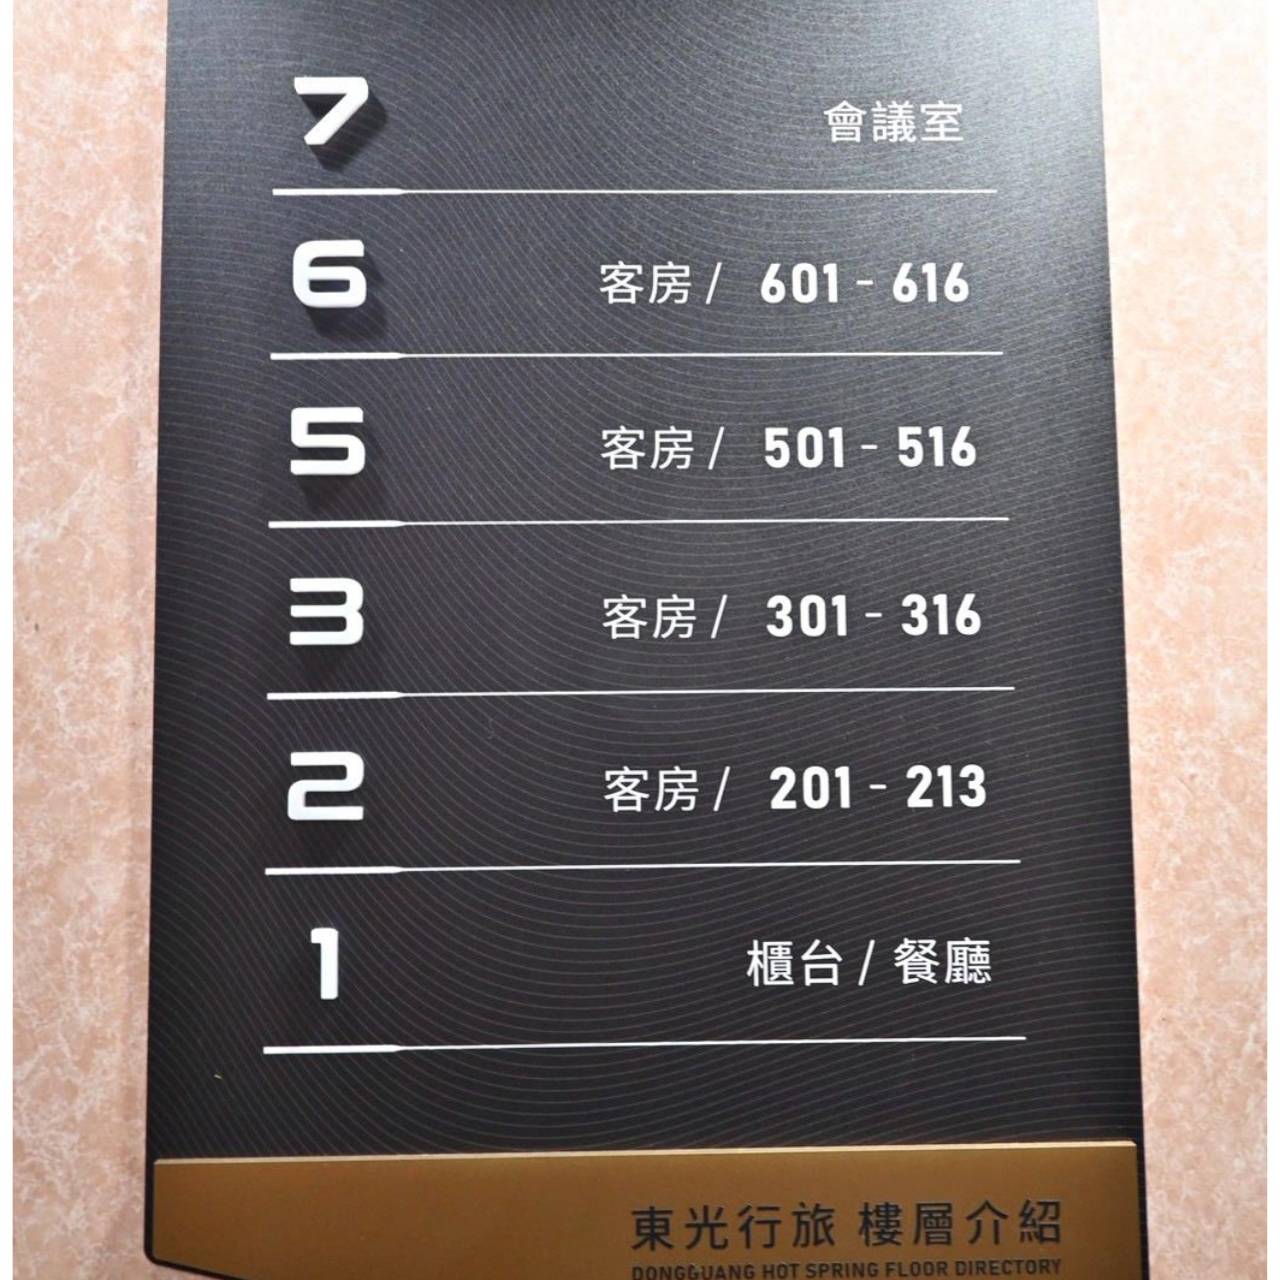 7 會議室
6 客房 / 601 - 616
5 客房 / 501 - 516
3 客房 / 301 - 316
2 客房 / 201 - 213
1 櫃台 / 餐廳
東光行旅 樓層介紹
DONGGUANG HOT SPRING FLOOR DIRECTORY